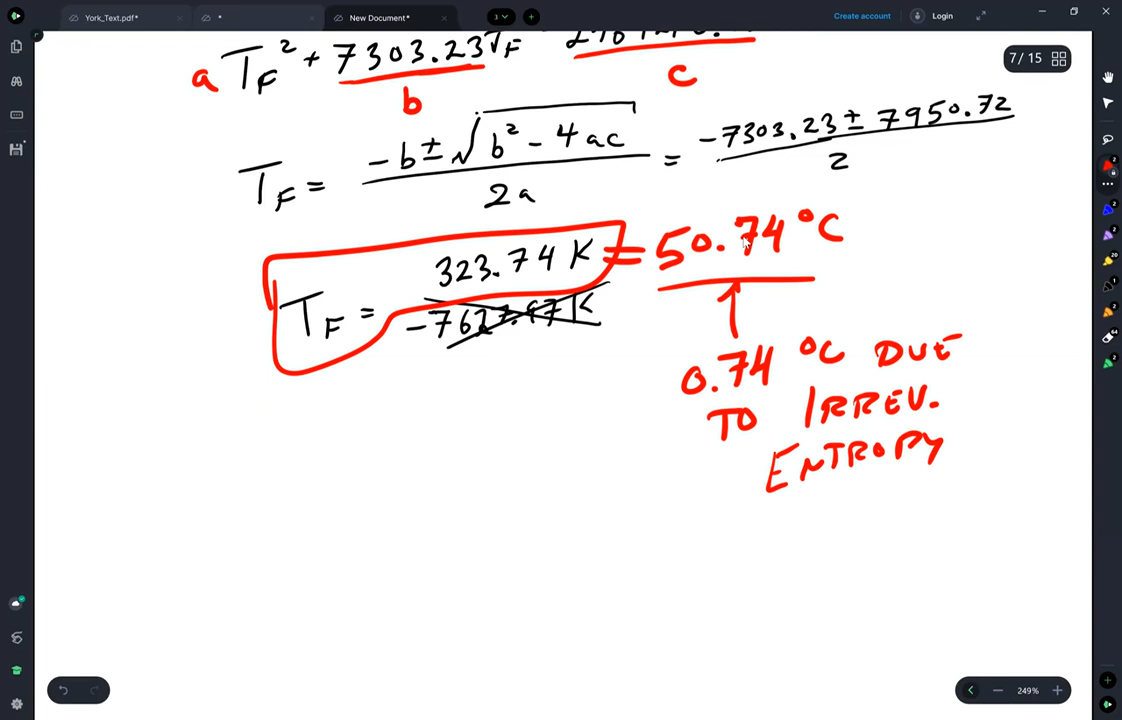 York_Text.pdf*
*
New Document*
3
Create account
Login
7 / 15
a T_F² + 7303.23 T_F
b
c
T_F = -b ± √(b² - 4ac) / 2a = -7303.23 ± 7950.72 / 2
323.74 K = 50.74 °C
T_F =
0.74 °C DUE
TO IRREV.
ENTROPY
249%